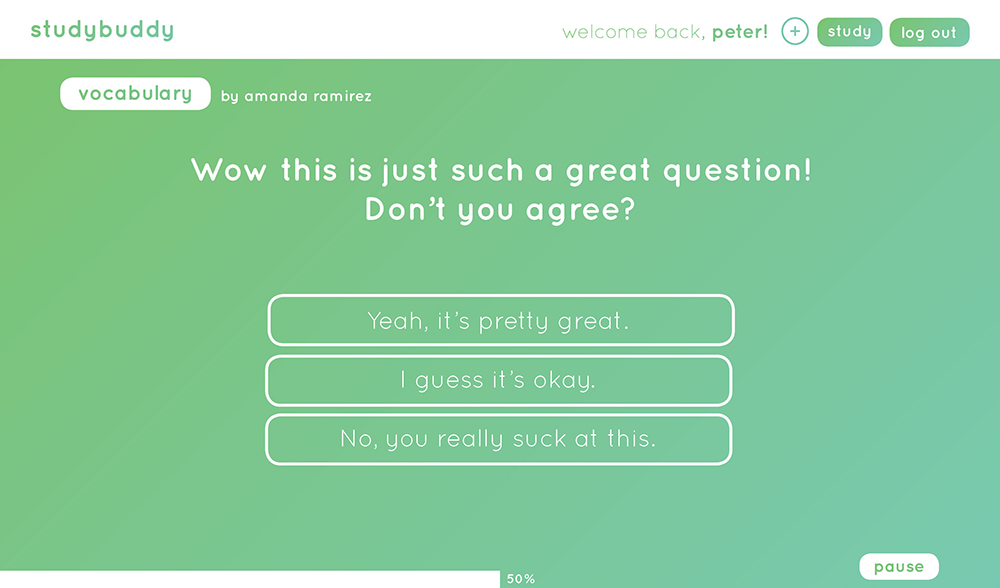 studybuddy
welcome back, peter! + study log out
vocabulary by amanda ramirez
Wow this is just such a great question!
Don’t you agree?
Yeah, it’s pretty great.
I guess it’s okay.
No, you really suck at this.
pause
50%